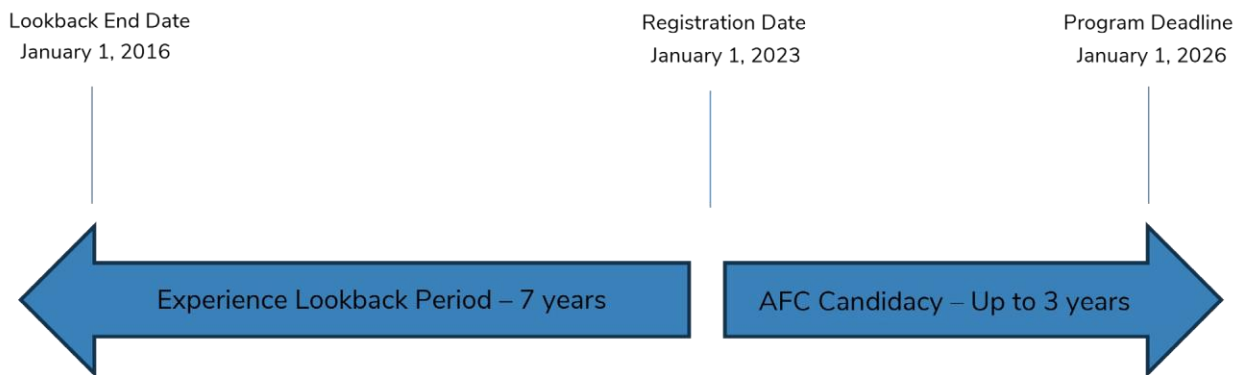 Lookback End Date
January 1, 2016
Registration Date
January 1, 2023
Program Deadline
January 1, 2026
Experience Lookback Period – 7 years
AFC Candidacy – Up to 3 years